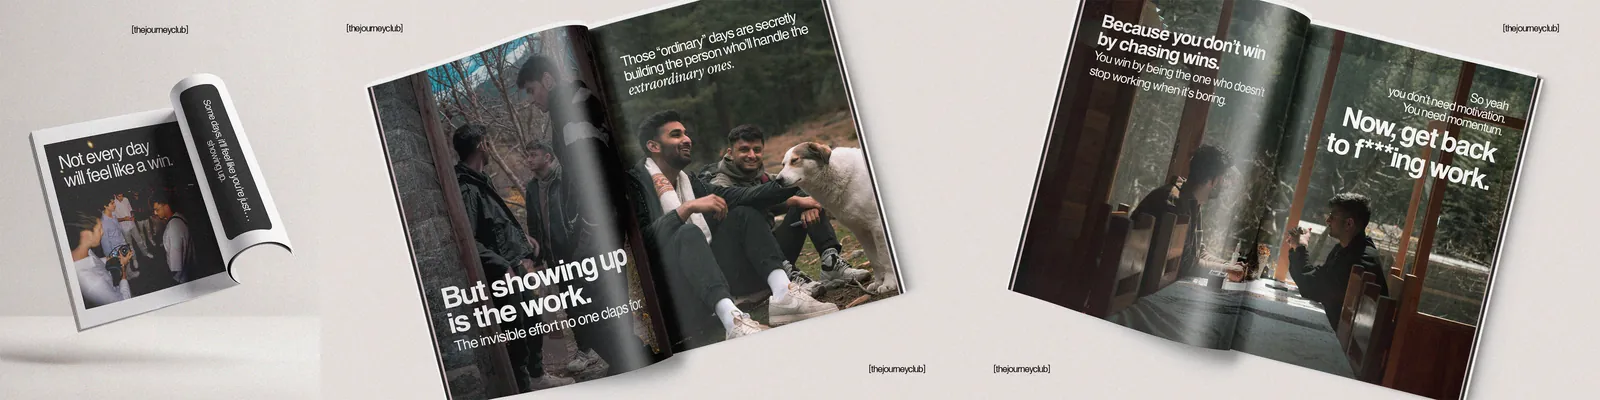 [thejourneyclub]
Not every day
will feel like a win.
Some days, it'll feel like you're just…
showing up.
[thejourneyclub]
But showing up
is the work.
The invisible effort no one claps for.
Those “ordinary” days are secretly
building the person who'll handle the
extraordinary ones.
[thejourneyclub]
[thejourneyclub]
Because you don't win
by chasing wins.
You win by being the one who doesn't
stop working when it's boring.
[thejourneyclub]
So yeah
you don't need motivation.
You need momentum.
Now, get back
to f***ing work.